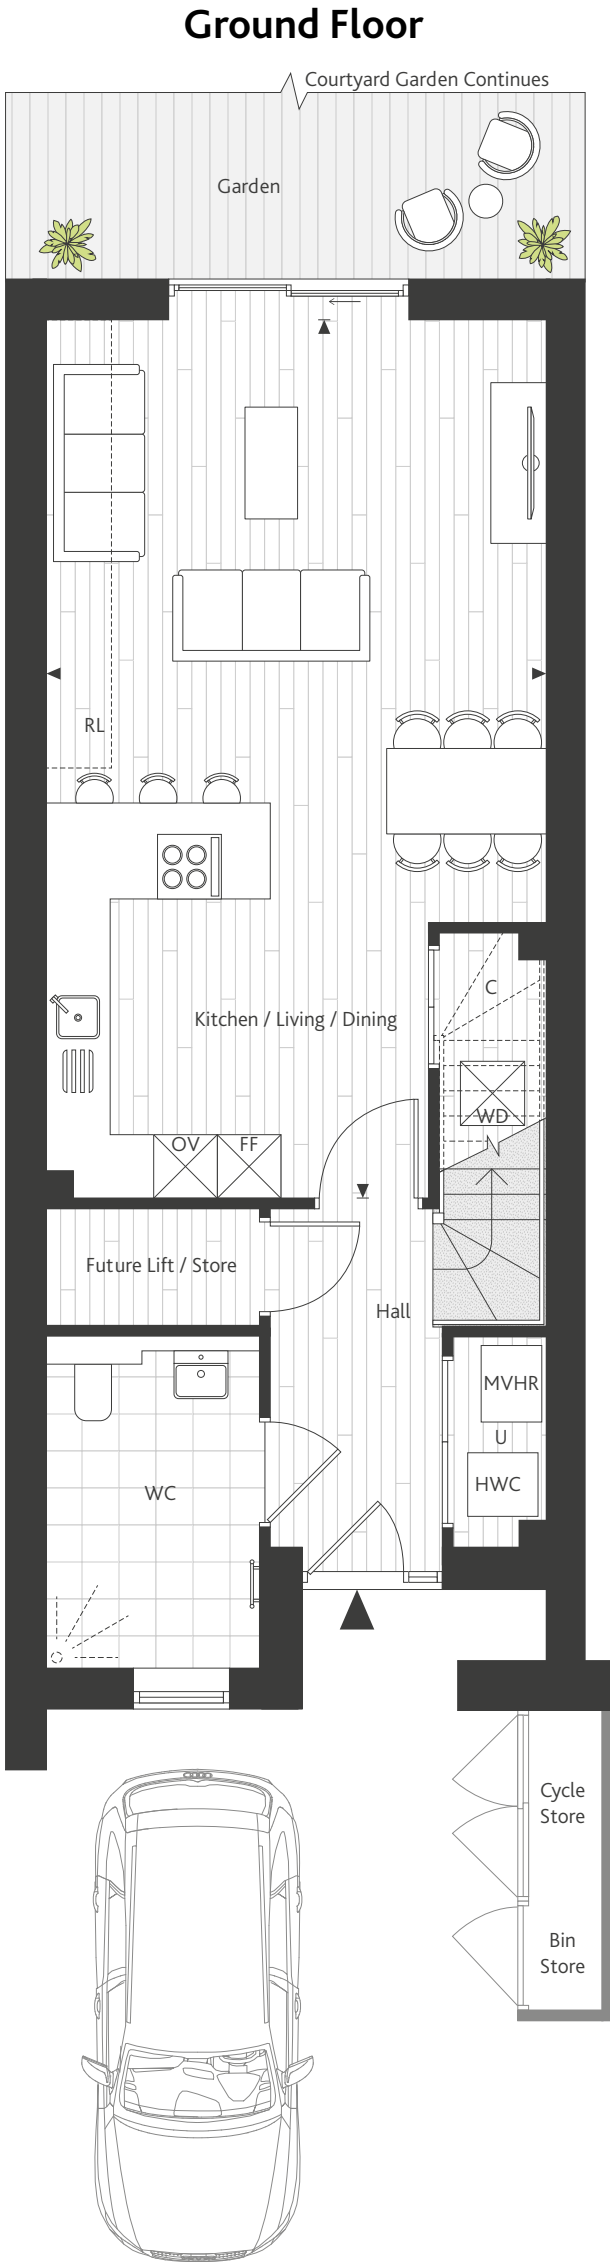 Ground Floor
Courtyard Garden Continues
Garden
RL
C
Kitchen / Living / Dining
WD
OV FF
Future Lift / Store
Hall
MVHR
U
HWC
WC
Cycle
Store
Bin
Store